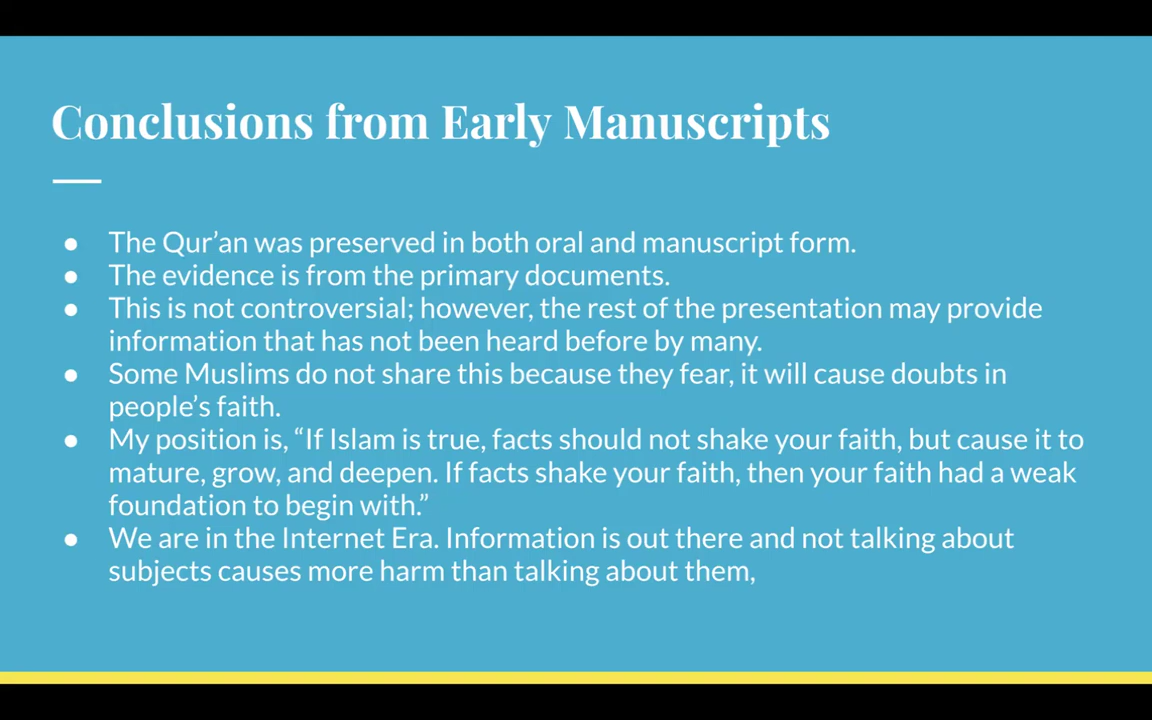 Conclusions from Early Manuscripts
● The Qur’an was preserved in both oral and manuscript form.
● The evidence is from the primary documents.
● This is not controversial; however, the rest of the presentation may provide
information that has not been heard before by many.
● Some Muslims do not share this because they fear, it will cause doubts in
people’s faith.
● My position is, “If Islam is true, facts should not shake your faith, but cause it to
mature, grow, and deepen. If facts shake your faith, then your faith had a weak
foundation to begin with.”
● We are in the Internet Era. Information is out there and not talking about
subjects causes more harm than talking about them,